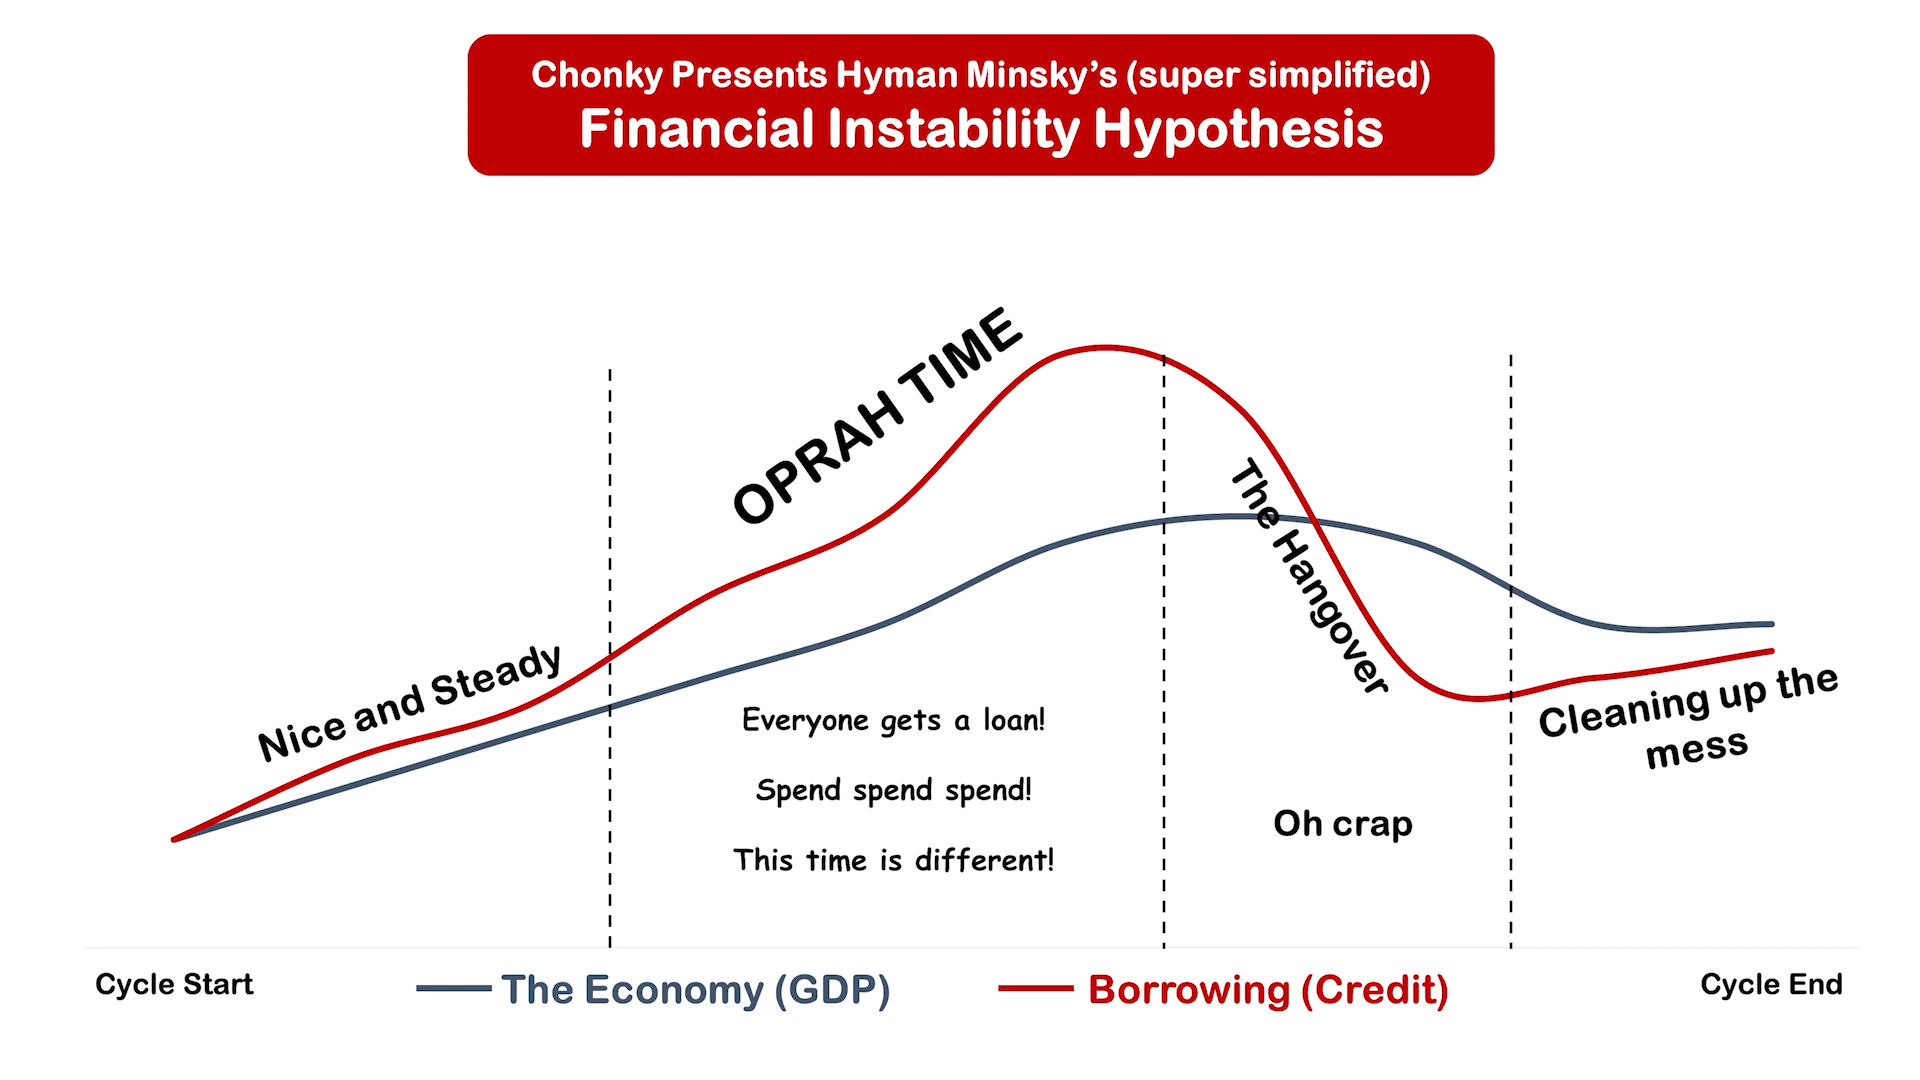 Chonky Presents Hyman Minsky’s (super simplified)
Financial Instability Hypothesis
Nice and Steady
OPRAH TIME
Everyone gets a loan!
Spend spend spend!
This time is different!
The Hangover
Oh crap
Cleaning up the
mess
Cycle Start
The Economy (GDP)
Borrowing (Credit)
Cycle End